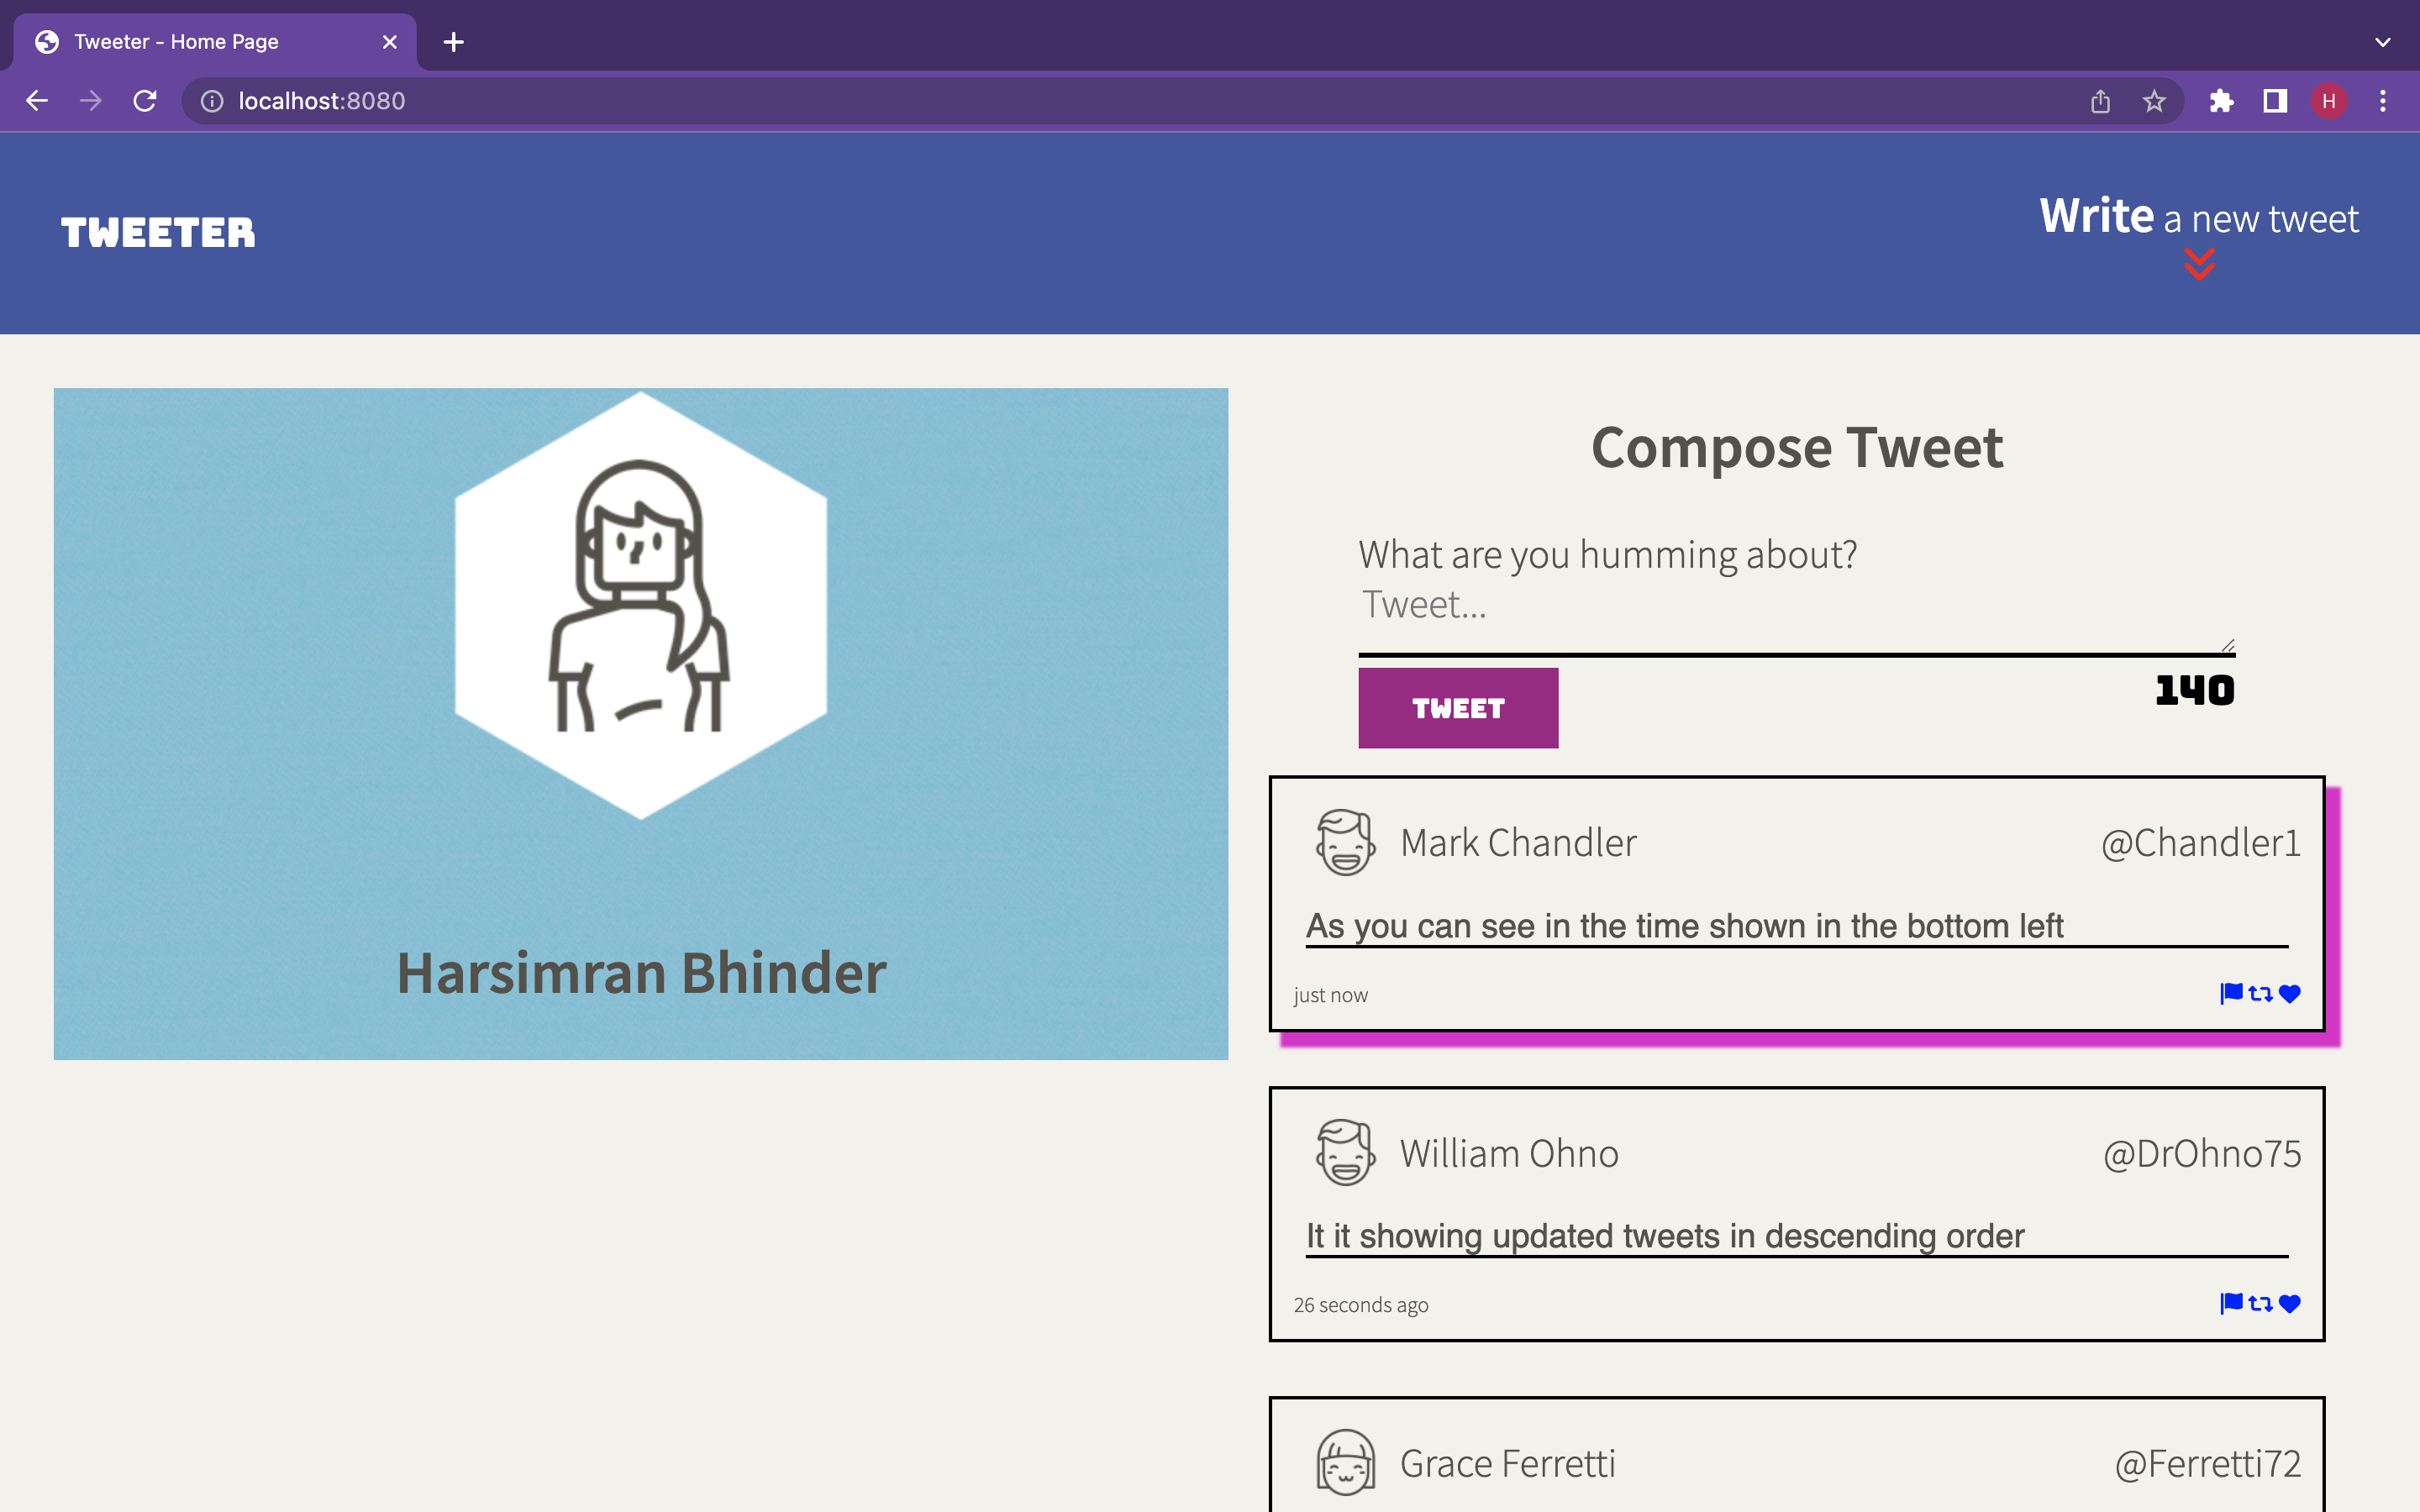 Tweeter - Home Page
localhost:8080
H
TWEETER
Write a new tweet
Harsimran Bhinder
Compose Tweet
What are you humming about?
Tweet...
TWEET
140
Mark Chandler @Chandler1
As you can see in the time shown in the bottom left
just now
William Ohno @DrOhno75
It it showing updated tweets in descending order
26 seconds ago
Grace Ferretti @Ferretti72